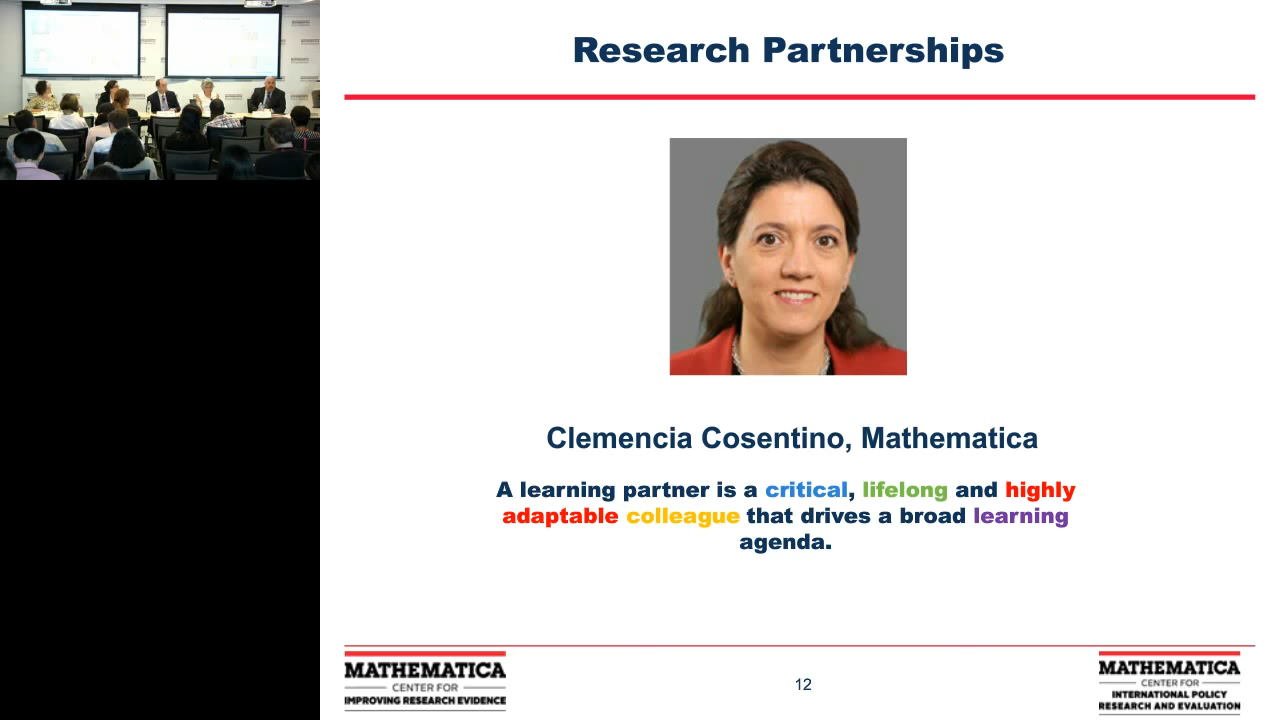 Research Partnerships
Clemencia Cosentino, Mathematica
A learning partner is a critical, lifelong and highly
adaptable colleague that drives a broad learning
agenda.
MATHEMATICA
CENTER FOR
IMPROVING RESEARCH EVIDENCE
12
MATHEMATICA
CENTER FOR
INTERNATIONAL POLICY
RESEARCH AND EVALUATION